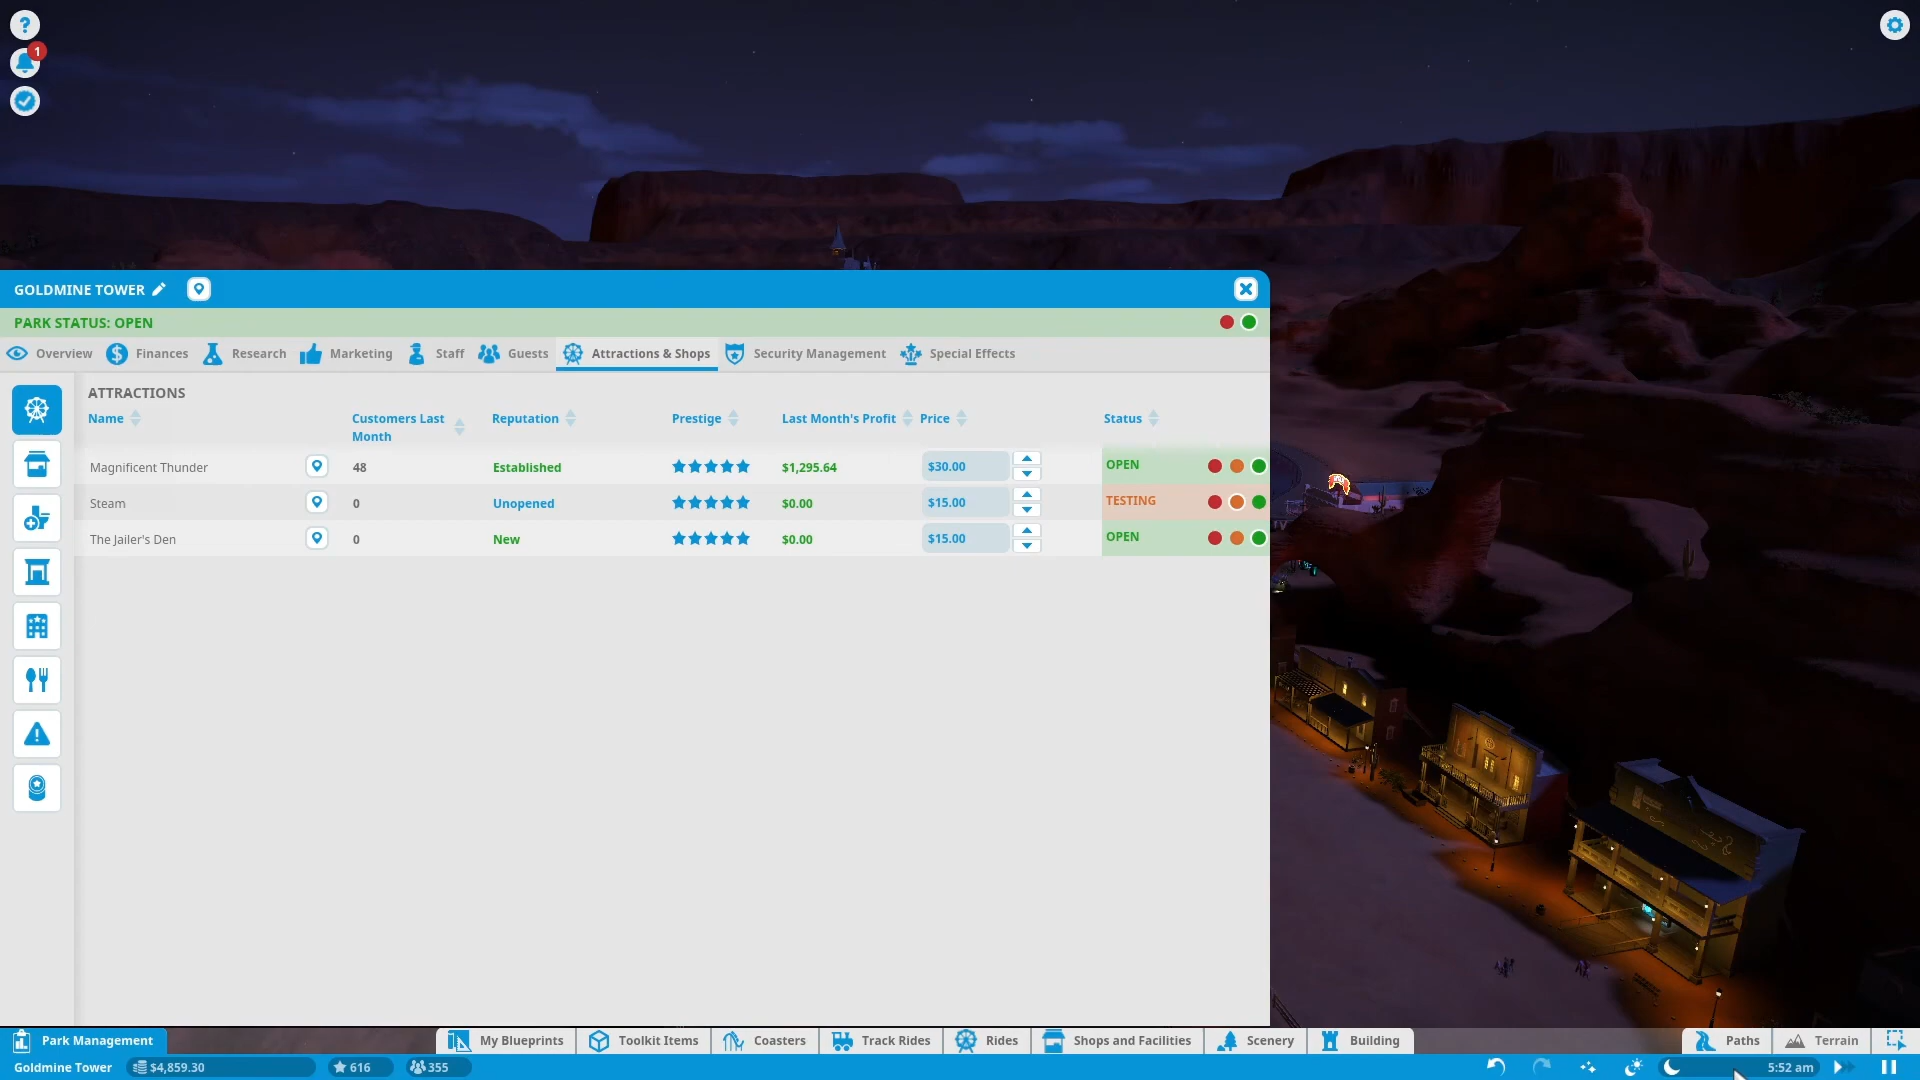 ?
1
GOLDMINE TOWER
PARK STATUS: OPEN
Overview Finances Research Marketing Staff Guests Attractions & Shops Security Management Special Effects
ATTRACTIONS
Name Customers Last Month Reputation Prestige Last Month's Profit Price Status
Magnificent Thunder 48 Established $1,295.64 $30.00 OPEN
Steam 0 Unopened $0.00 $15.00 TESTING
The Jailer's Den 0 New $0.00 $15.00 OPEN
Park Management My Blueprints Toolkit Items Coasters Track Rides Rides Shops and Facilities Scenery Building Paths Terrain
Goldmine Tower $4,859.30 616 355 5:52 am